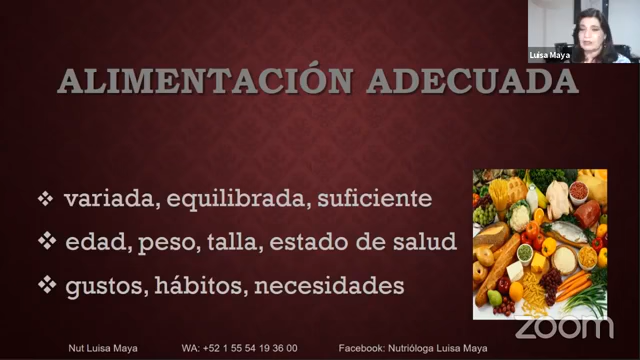 Luisa Maya
ALIMENTACIÓN ADECUADA
❖ variada, equilibrada, suficiente
❖ edad, peso, talla, estado de salud
❖ gustos, hábitos, necesidades
zoom
Nut Luisa Maya WA: +52 1 55 54 19 36 00 Facebook: Nutrióloga Luisa Maya